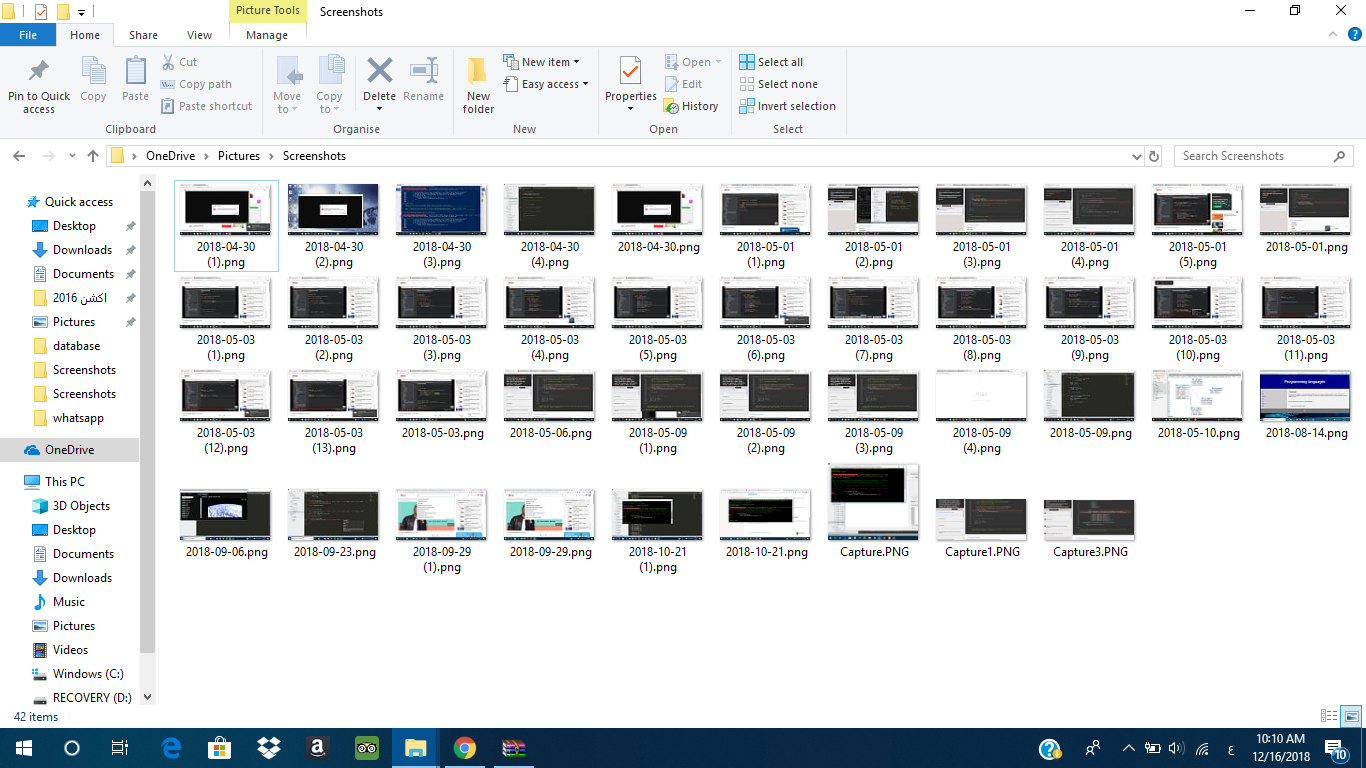 Picture Tools
Screenshots
File
Home
Share
View
Manage
Pin to Quick access
Copy
Paste
Cut
Copy path
Paste shortcut
Clipboard
Move to
Copy to
Delete
Rename
Organise
New folder
New item
Easy access
New
Properties
Open
Edit
History
Open
Select all
Select none
Invert selection
Select
OneDrive
Pictures
Screenshots
Search Screenshots
Quick access
Desktop
Downloads
Documents
اكشن 2016
Pictures
database
Screenshots
Screenshots
whatsapp
OneDrive
This PC
3D Objects
Desktop
Documents
Downloads
Music
Pictures
Videos
Windows (C:)
RECOVERY (D:)
2018-04-30 (1).png
2018-04-30 (2).png
2018-04-30 (3).png
2018-04-30 (4).png
2018-04-30.png
2018-05-01 (1).png
2018-05-01 (2).png
2018-05-01 (3).png
2018-05-01 (4).png
2018-05-01 (5).png
2018-05-01.png
2018-05-03 (1).png
2018-05-03 (2).png
2018-05-03 (3).png
2018-05-03 (4).png
2018-05-03 (5).png
2018-05-03 (6).png
2018-05-03 (7).png
2018-05-03 (8).png
2018-05-03 (9).png
2018-05-03 (10).png
2018-05-03 (11).png
Programming languages
2018-05-03 (12).png
2018-05-03 (13).png
2018-05-03.png
2018-05-06.png
2018-05-09 (1).png
2018-05-09 (2).png
2018-05-09 (3).png
2018-05-09 (4).png
2018-05-09.png
2018-05-10.png
2018-08-14.png
2018-09-06.png
2018-09-23.png
2018-09-29 (1).png
2018-09-29.png
2018-10-21 (1).png
2018-10-21.png
Capture.PNG
Capture1.PNG
Capture3.PNG
42 items
ع
10:10 AM
12/16/2018
10